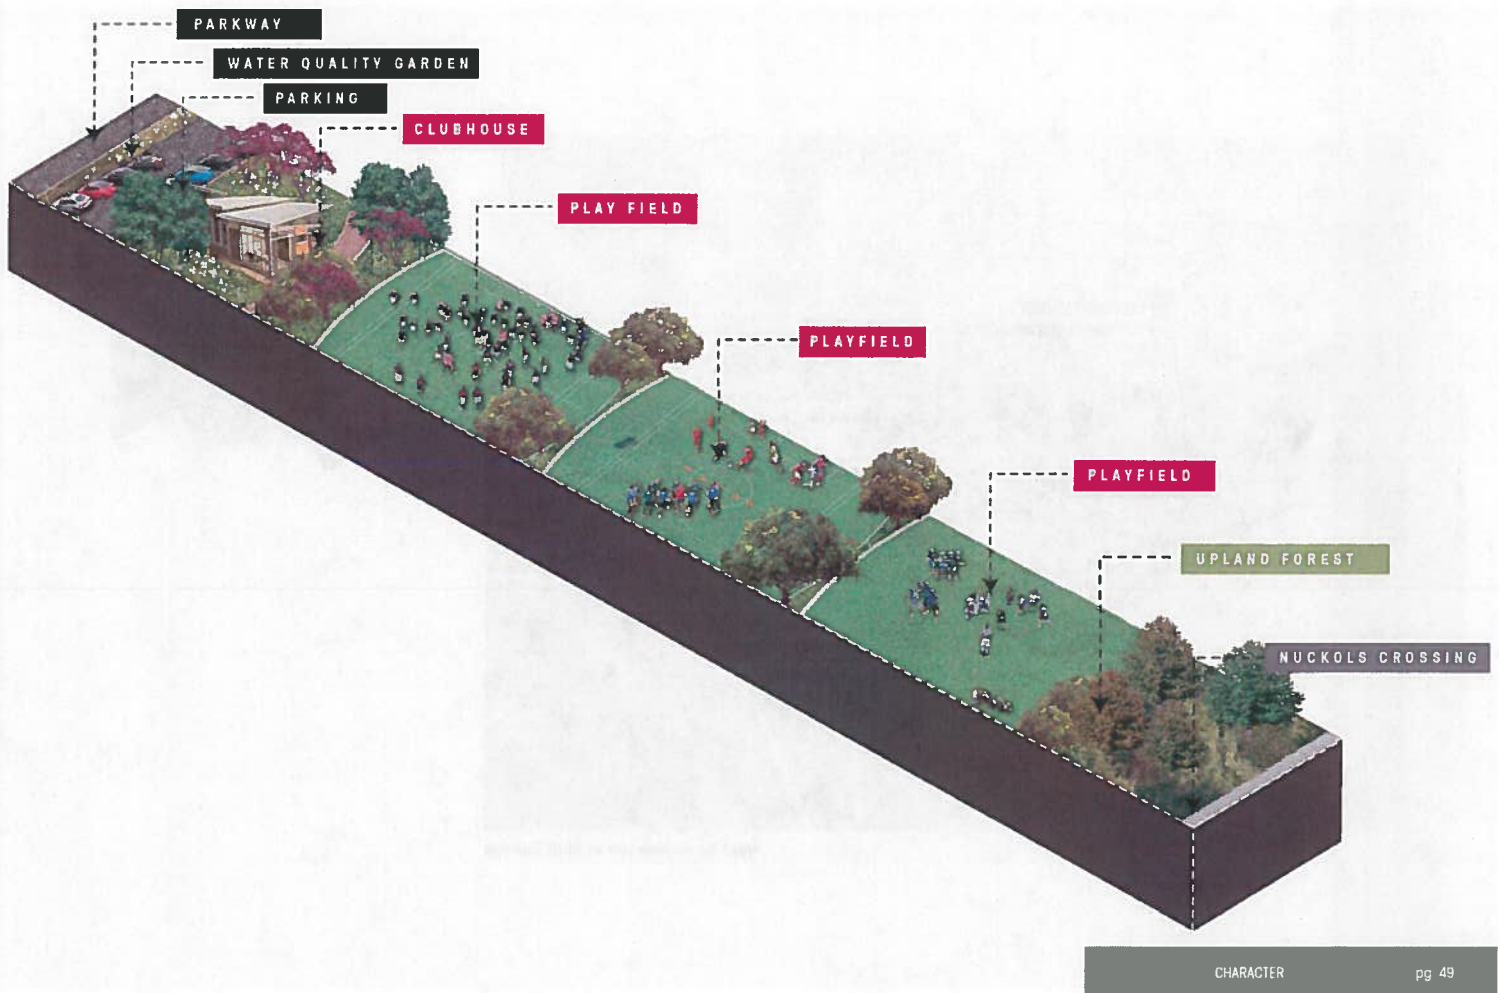 PARKWAY
WATER QUALITY GARDEN
PARKING
CLUBHOUSE
PLAY FIELD
PLAYFIELD
PLAYFIELD
UPLAND FOREST
NUCKOLS CROSSING
CHARACTER pg 49